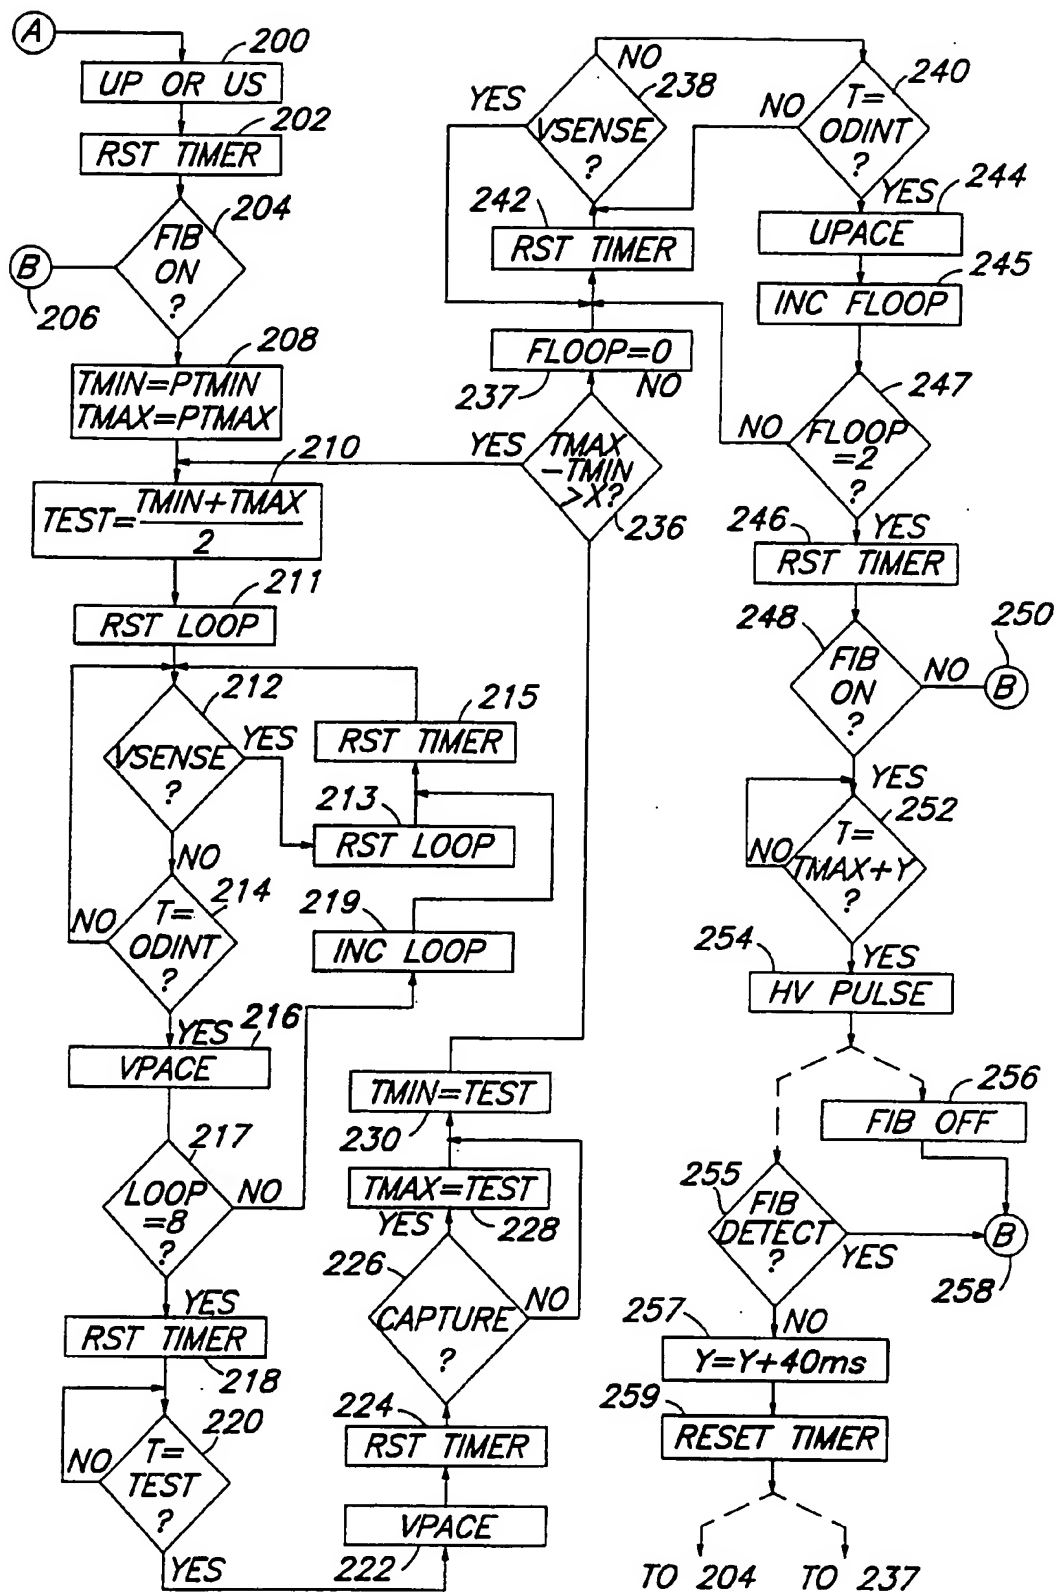 A
200
UP OR US
202
RST TIMER
204
FIB
ON
?
B
206
208
TMIN=PTMIN
TMAX=PTMAX
210
TEST=TMIN+TMAX
2
211
RST LOOP
212
VSENSE
?
YES
NO
215
RST TIMER
213
RST LOOP
214
T=
ODINT
?
NO
YES
219
INC LOOP
216
VPACE
217
LOOP
=8
?
NO
YES
RST TIMER
218
220
T=
TEST
?
NO
YES
VPACE
222
224
RST TIMER
226
CAPTURE
?
NO
YES
TMAX=TEST
228
TMIN=TEST
230
TMAX
-TMIN
>X?
236
YES
NO
FLOOP=0
237
242
RST TIMER
238
VSENSE
?
YES
NO
240
T=
ODINT
?
NO
YES
244
UPACE
245
INC FLOOP
247
FLOOP
=2
?
NO
YES
246
RST TIMER
248
FIB
ON
?
NO
250
B
YES
252
T=
TMAX+Y
?
NO
YES
254
HV PULSE
256
FIB OFF
255
FIB
DETECT
?
YES
B
258
NO
257
Y=Y+40ms
259
RESET TIMER
TO 204
TO 237